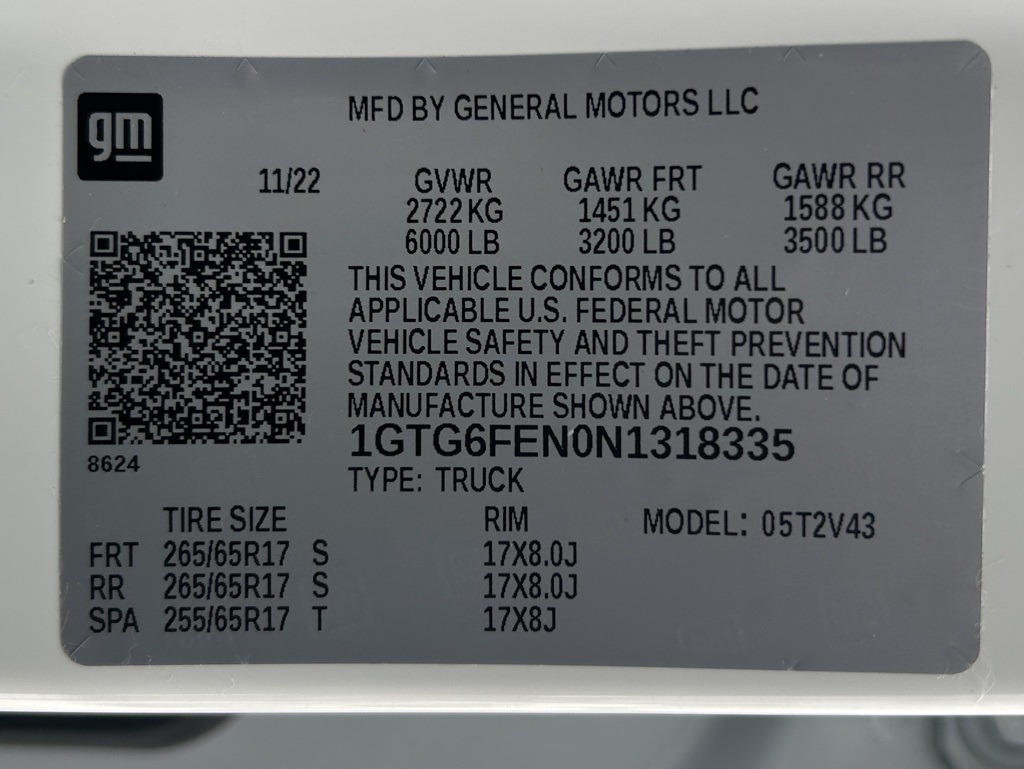 gm
MFD BY GENERAL MOTORS LLC
11/22 GVWR GAWR FRT GAWR RR
2722 KG 1451 KG 1588 KG
6000 LB 3200 LB 3500 LB
THIS VEHICLE CONFORMS TO ALL
APPLICABLE U.S. FEDERAL MOTOR
VEHICLE SAFETY AND THEFT PREVENTION
STANDARDS IN EFFECT ON THE DATE OF
MANUFACTURE SHOWN ABOVE.
1GTG6FEN0N1318335
8624
TYPE: TRUCK
TIRE SIZE RIM MODEL: 05T2V43
FRT 265/65R17 S 17X8.0J
RR 265/65R17 S 17X8.0J
SPA 255/65R17 T 17X8J